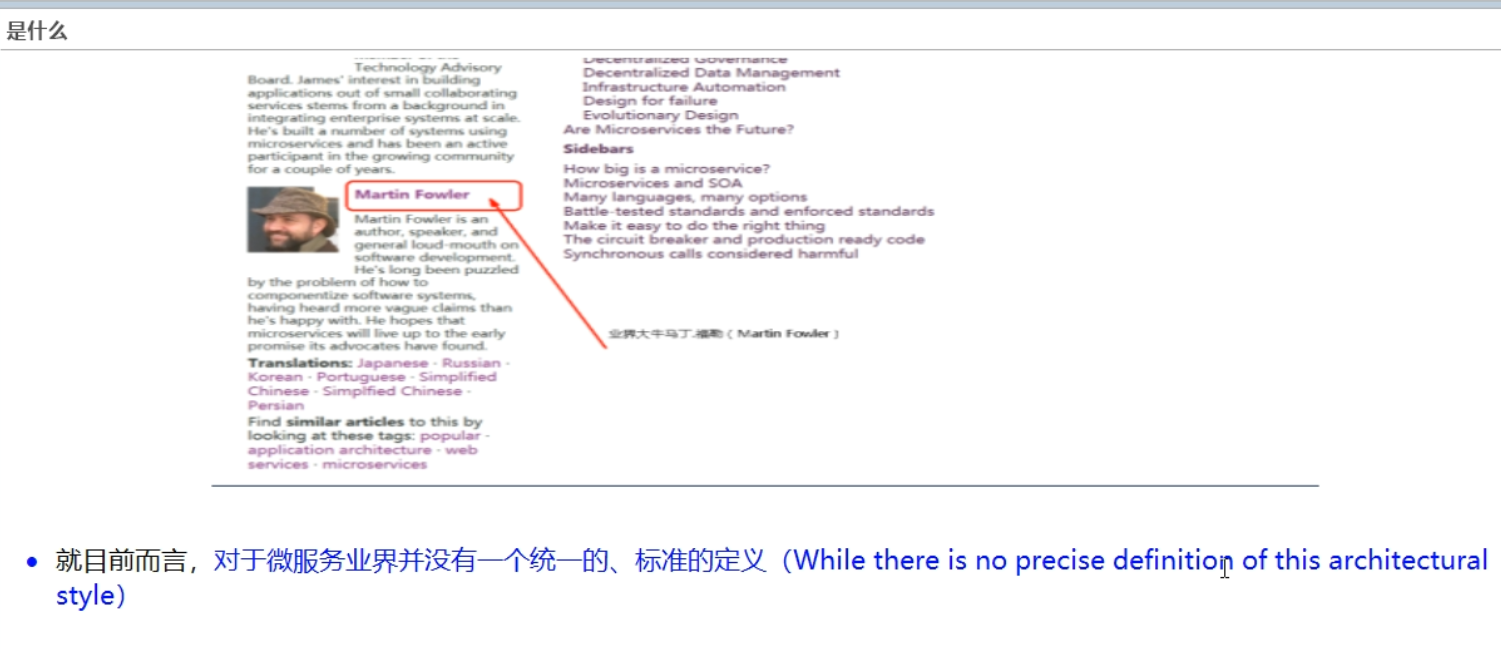 是什么
Technology Advisory
Board. James' interest in building
applications out of small collaborating
services stems from a background in
integrating enterprise systems at scale.
He's built a number of systems using
microservices and has been an active
participant in the growing community
for a couple of years.
Martin Fowler
Martin Fowler is an
author, speaker, and
general loud-mouth on
software development.
He's long been puzzled
by the problem of how to
componentize software systems,
having heard more vague claims than
he's happy with. He hopes that
microservices will live up to the early
promise its advocates have found.
Translations: Japanese · Russian ·
Korean · Portuguese · Simplified
Chinese · Simplfied Chinese ·
Persian
Find similar articles to this by
looking at these tags: popular ·
application architecture · web
services · microservices
Decentralized Governance
Decentralized Data Management
Infrastructure Automation
Design for failure
Evolutionary Design
Are Microservices the Future?
Sidebars
How big is a microservice?
Microservices and SOA
Many languages, many options
Battle-tested standards and enforced standards
Make it easy to do the right thing
The circuit breaker and production ready code
Synchronous calls considered harmful
业界大牛马丁.福勒（Martin Fowler）
• 就目前而言，对于微服务业界并没有一个统一的、标准的定义（While there is no precise definition of this architectural
style）